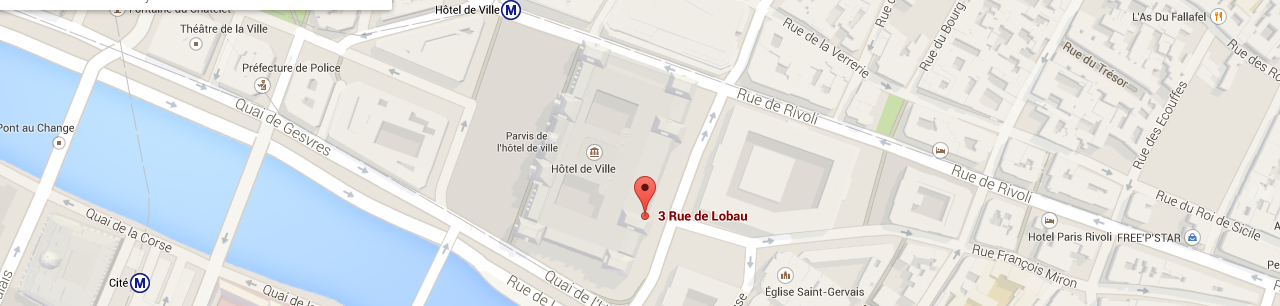 Fontaine du Châtelet
Hôtel de Ville
M
L'As Du Fallafel
Théâtre de la Ville
Préfecture de Police
Rue de la Verrerie
Rue du Bourg
Rue du Trésor
Rue des Ro
Quai de Gesvres
Rue de Rivoli
Rue des Ecouffes
Pont au Change
Parvis de
l'hôtel de ville
Hôtel de Ville
3 Rue de Lobau
Rue de Rivoli
Rue du Roi de Sicile
Quai de la Corse
Hotel Paris Rivoli
FREE'P'STAR
Rue François Miron
Cité
M
Église Saint-Gervais